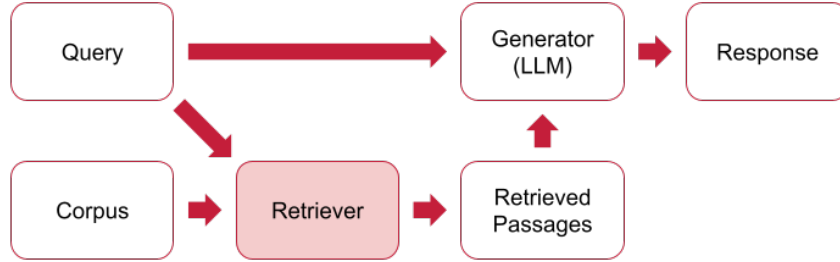 Query
Generator
(LLM)
Response
Corpus
Retriever
Retrieved
Passages